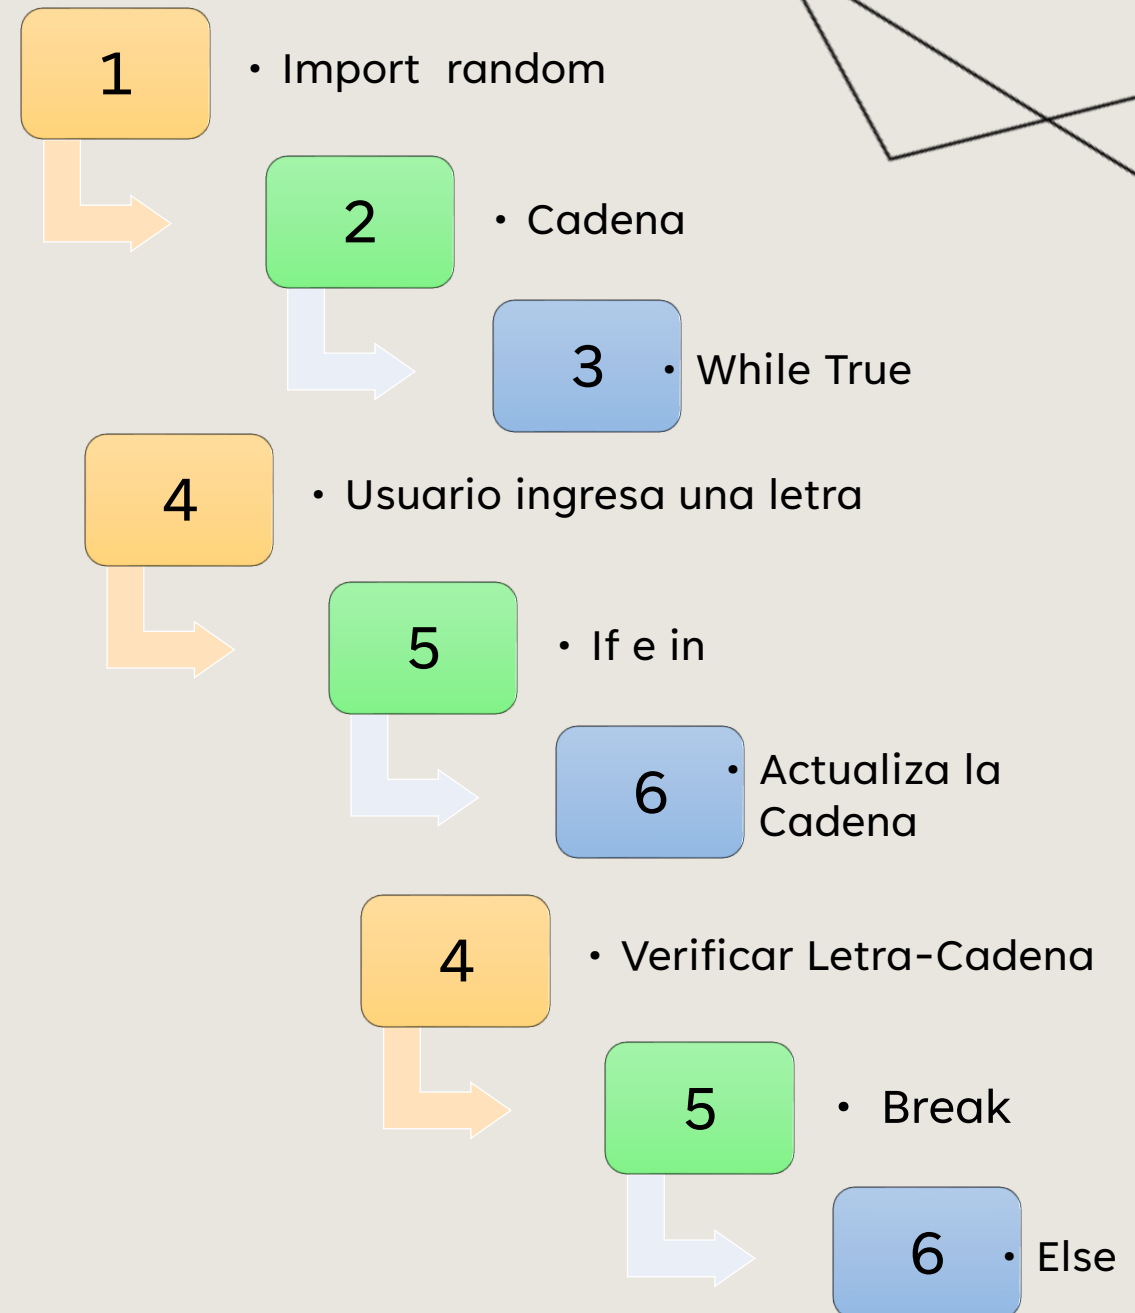 1
• Import random
2
• Cadena
3
• While True
4
• Usuario ingresa una letra
5
• If e in
6
• Actualiza la
Cadena
4
• Verificar Letra-Cadena
5
• Break
6
• Else